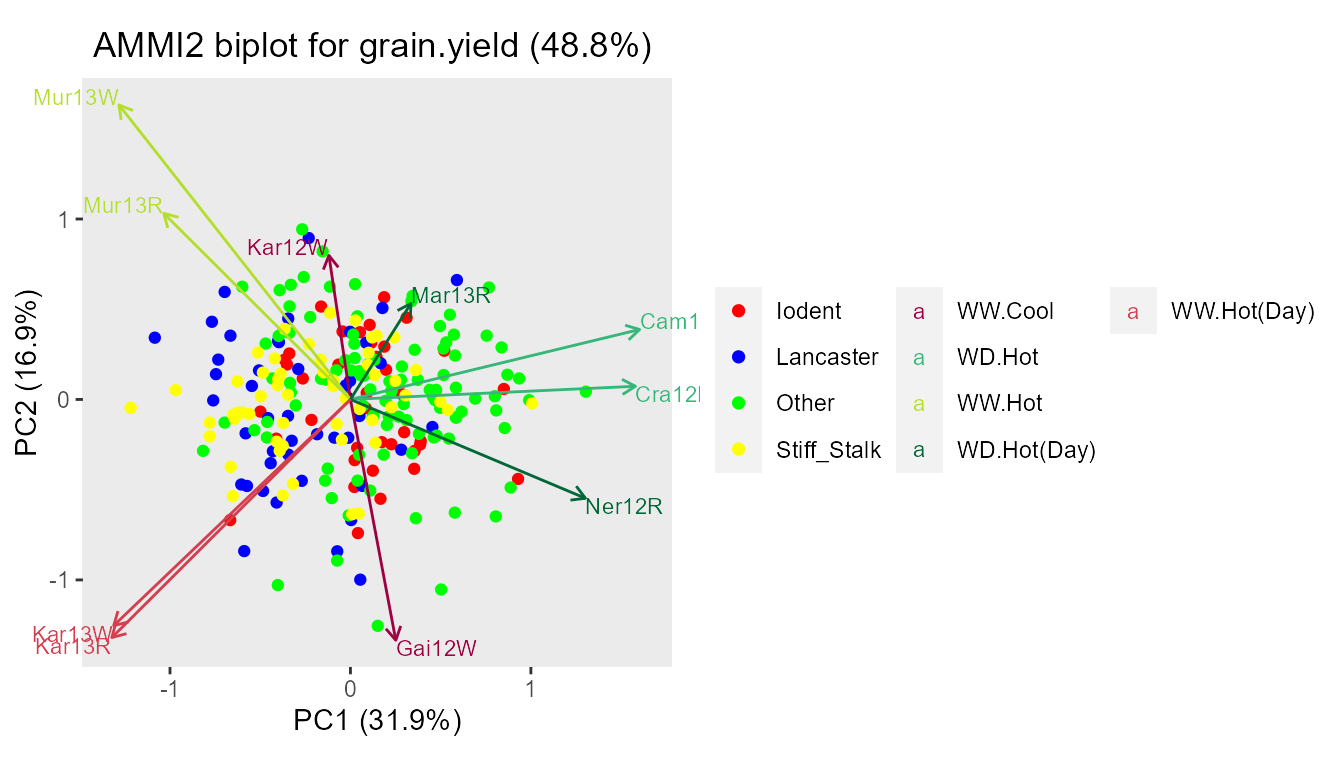 AMMI2 biplot for grain.yield (48.8%)
Mur13W
Mur13R
Kar12W
Mar13R
Cam1
Cra12
Ner12R
Kar13W
Kar13R
Gai12W
1
0
-1
PC2 (16.9%)
-1
0
1
PC1 (31.9%)
Iodent
Lancaster
Other
Stiff_Stalk
a WW.Cool
a WD.Hot
a WW.Hot
a WD.Hot(Day)
a WW.Hot(Day)